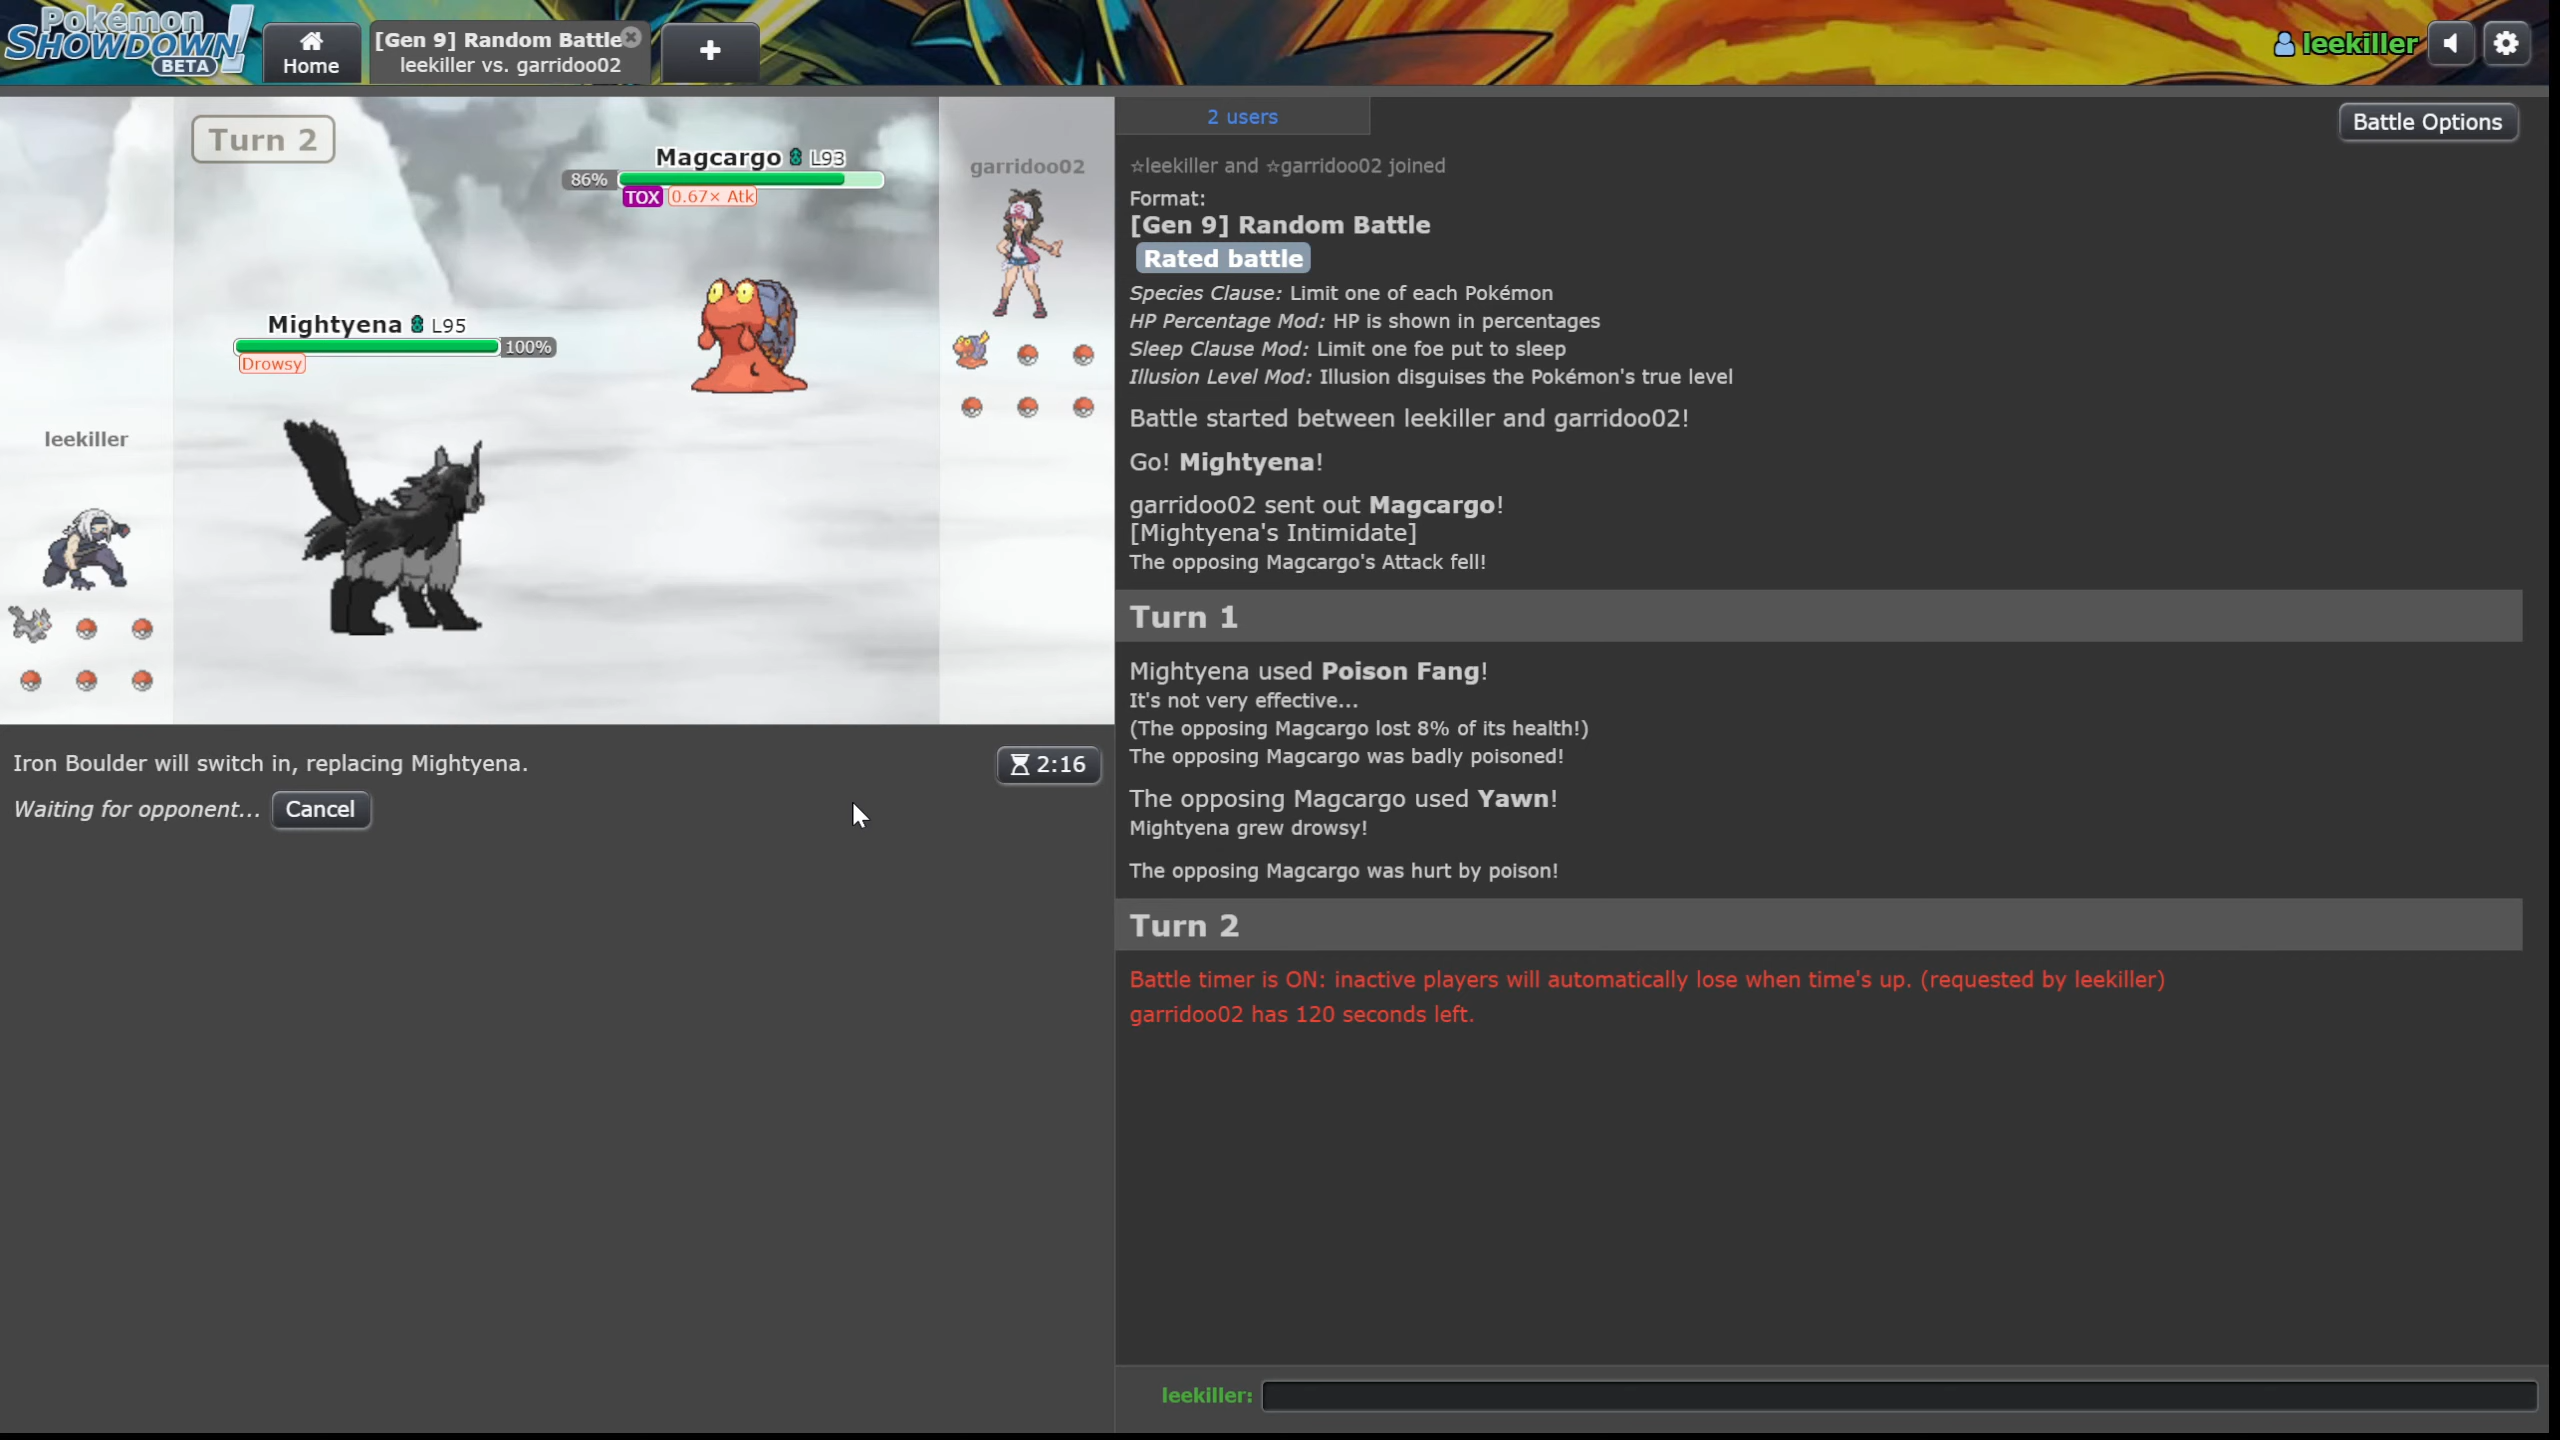 Pokémon
SHOWDOWN!
BETA
Home
[Gen 9] Random Battle
leekiller vs. garridoo02
leekiller
Turn 2
Magcargo L93
86%
TOX 0.67× Atk
garridoo02
Mightyena L95
100%
Drowsy
leekiller
Iron Boulder will switch in, replacing Mightyena.
2:16
Waiting for opponent... Cancel
2 users
Battle Options
☆leekiller and ☆garridoo02 joined
Format:
[Gen 9] Random Battle
Rated battle
Species Clause: Limit one of each Pokémon
HP Percentage Mod: HP is shown in percentages
Sleep Clause Mod: Limit one foe put to sleep
Illusion Level Mod: Illusion disguises the Pokémon's true level
Battle started between leekiller and garridoo02!
Go! Mightyena!
garridoo02 sent out Magcargo!
[Mightyena's Intimidate]
The opposing Magcargo's Attack fell!
Turn 1
Mightyena used Poison Fang!
It's not very effective...
(The opposing Magcargo lost 8% of its health!)
The opposing Magcargo was badly poisoned!
The opposing Magcargo used Yawn!
Mightyena grew drowsy!
The opposing Magcargo was hurt by poison!
Turn 2
Battle timer is ON: inactive players will automatically lose when time's up. (requested by leekiller)
garridoo02 has 120 seconds left.
leekiller: